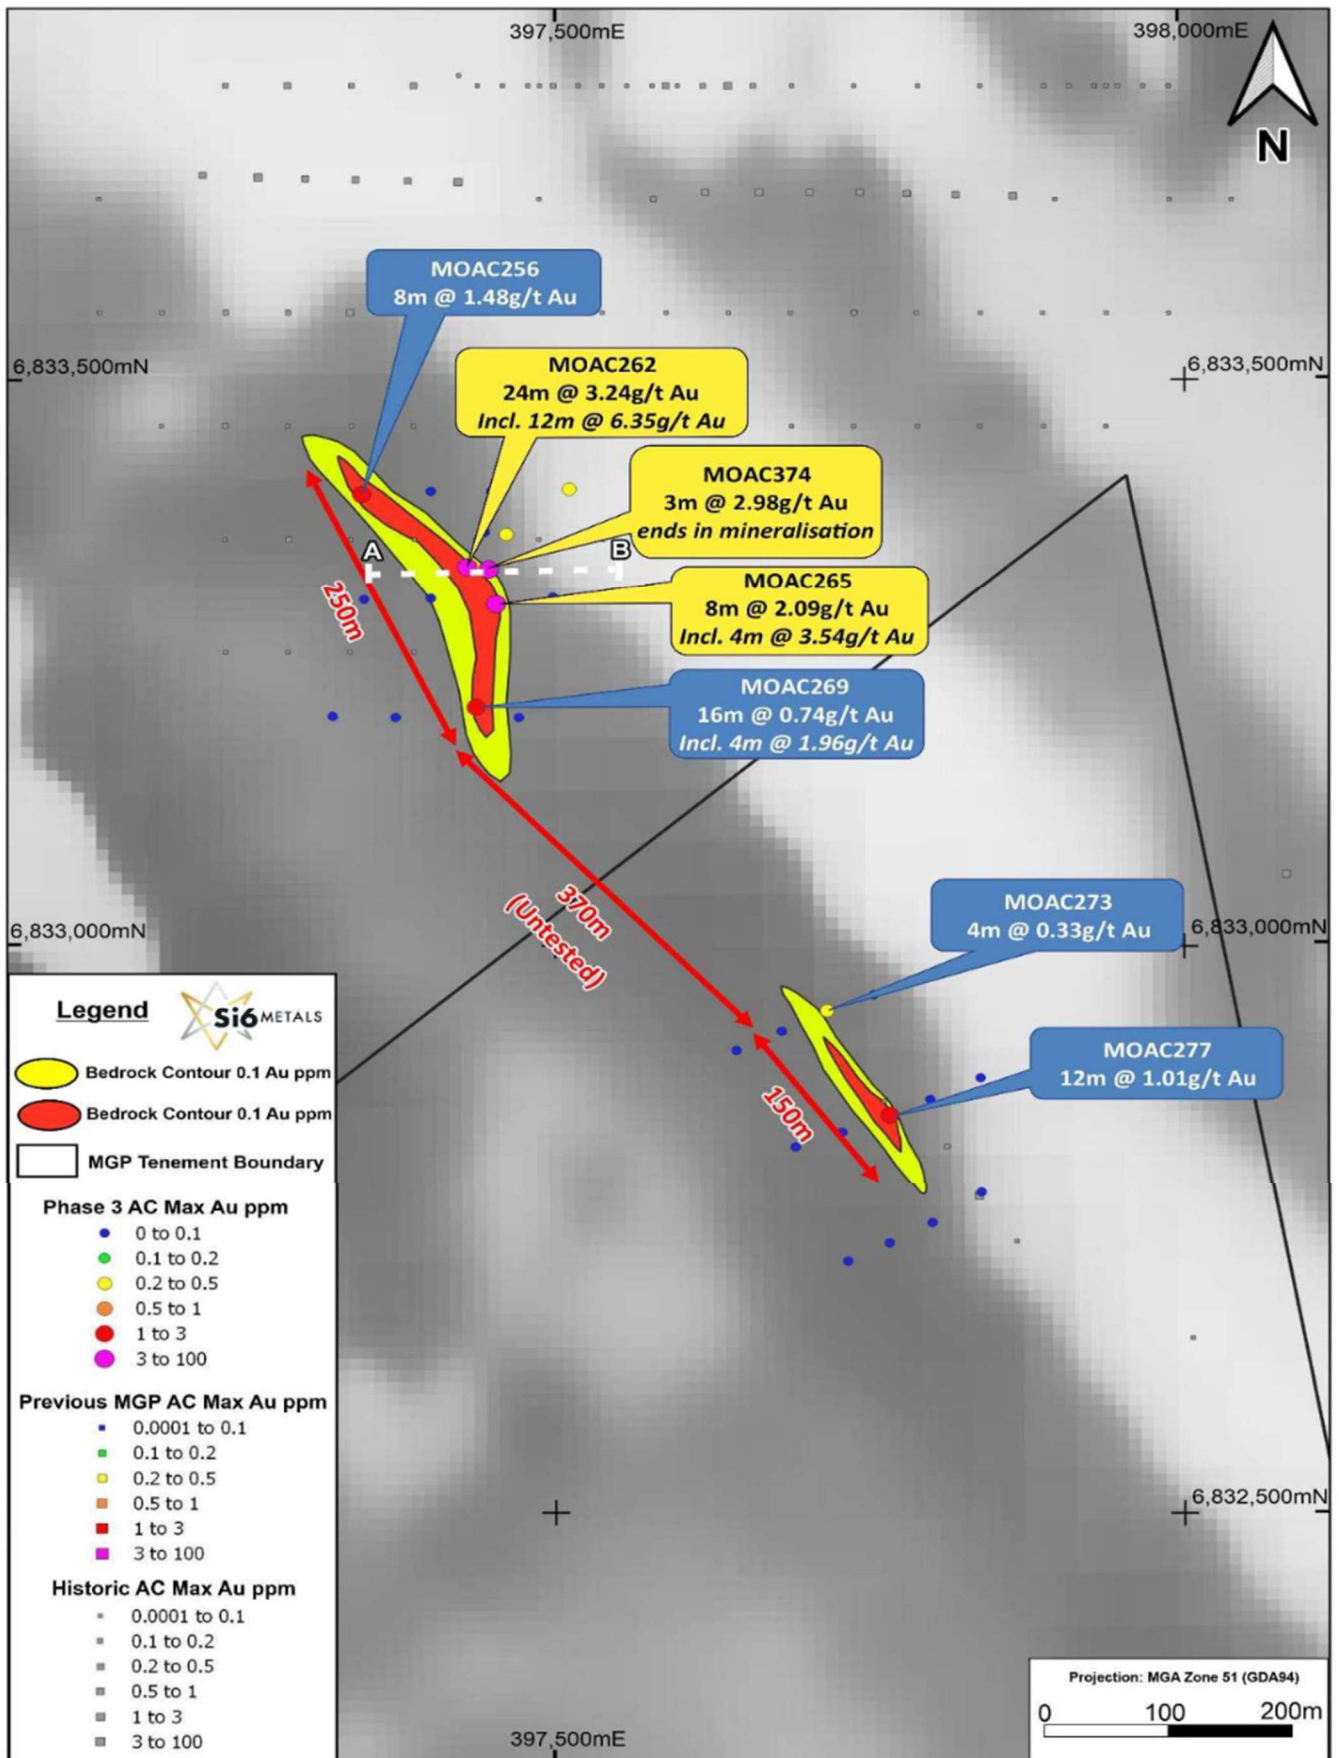 397,500mE
398,000mE
N
MOAC256
8m @ 1.48g/t Au
MOAC262
24m @ 3.24g/t Au
Incl. 12m @ 6.35g/t Au
6,833,500mN
6,833,500mN
MOAC374
3m @ 2.98g/t Au
ends in mineralisation
A
B
MOAC265
8m @ 2.09g/t Au
Incl. 4m @ 3.54g/t Au
250m
MOAC269
16m @ 0.74g/t Au
Incl. 4m @ 1.96g/t Au
370m
(Untested)
MOAC273
4m @ 0.33g/t Au
6,833,000mN
6,833,000mN
MOAC277
12m @ 1.01g/t Au
150m
Legend
Si6 METALS
Bedrock Contour 0.1 Au ppm
Bedrock Contour 0.1 Au ppm
MGP Tenement Boundary
Phase 3 AC Max Au ppm
0 to 0.1
0.1 to 0.2
0.2 to 0.5
0.5 to 1
1 to 3
3 to 100
Previous MGP AC Max Au ppm
0.0001 to 0.1
0.1 to 0.2
0.2 to 0.5
0.5 to 1
1 to 3
3 to 100
Historic AC Max Au ppm
0.0001 to 0.1
0.1 to 0.2
0.2 to 0.5
0.5 to 1
1 to 3
3 to 100
6,832,500mN
397,500mE
Projection: MGA Zone 51 (GDA94)
0 100 200m